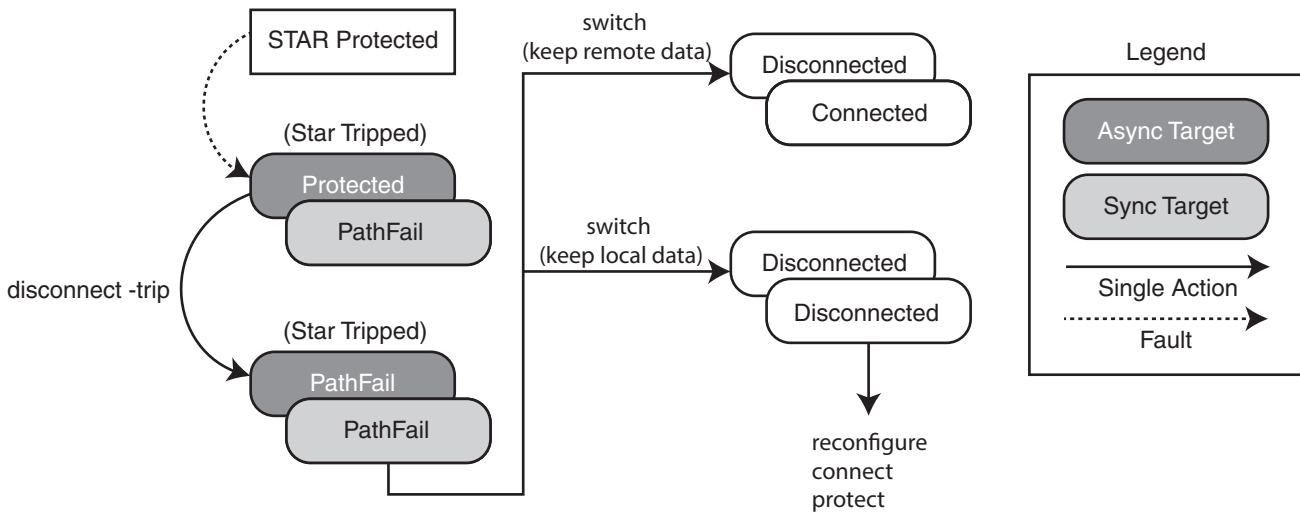 STAR Protected
(Star Tripped)
Protected
PathFail
disconnect -trip
(Star Tripped)
PathFail
PathFail
switch
(keep remote data)
Disconnected
Connected
switch
(keep local data)
Disconnected
Disconnected
reconfigure
connect
protect
Legend
Async Target
Sync Target
Single Action
Fault